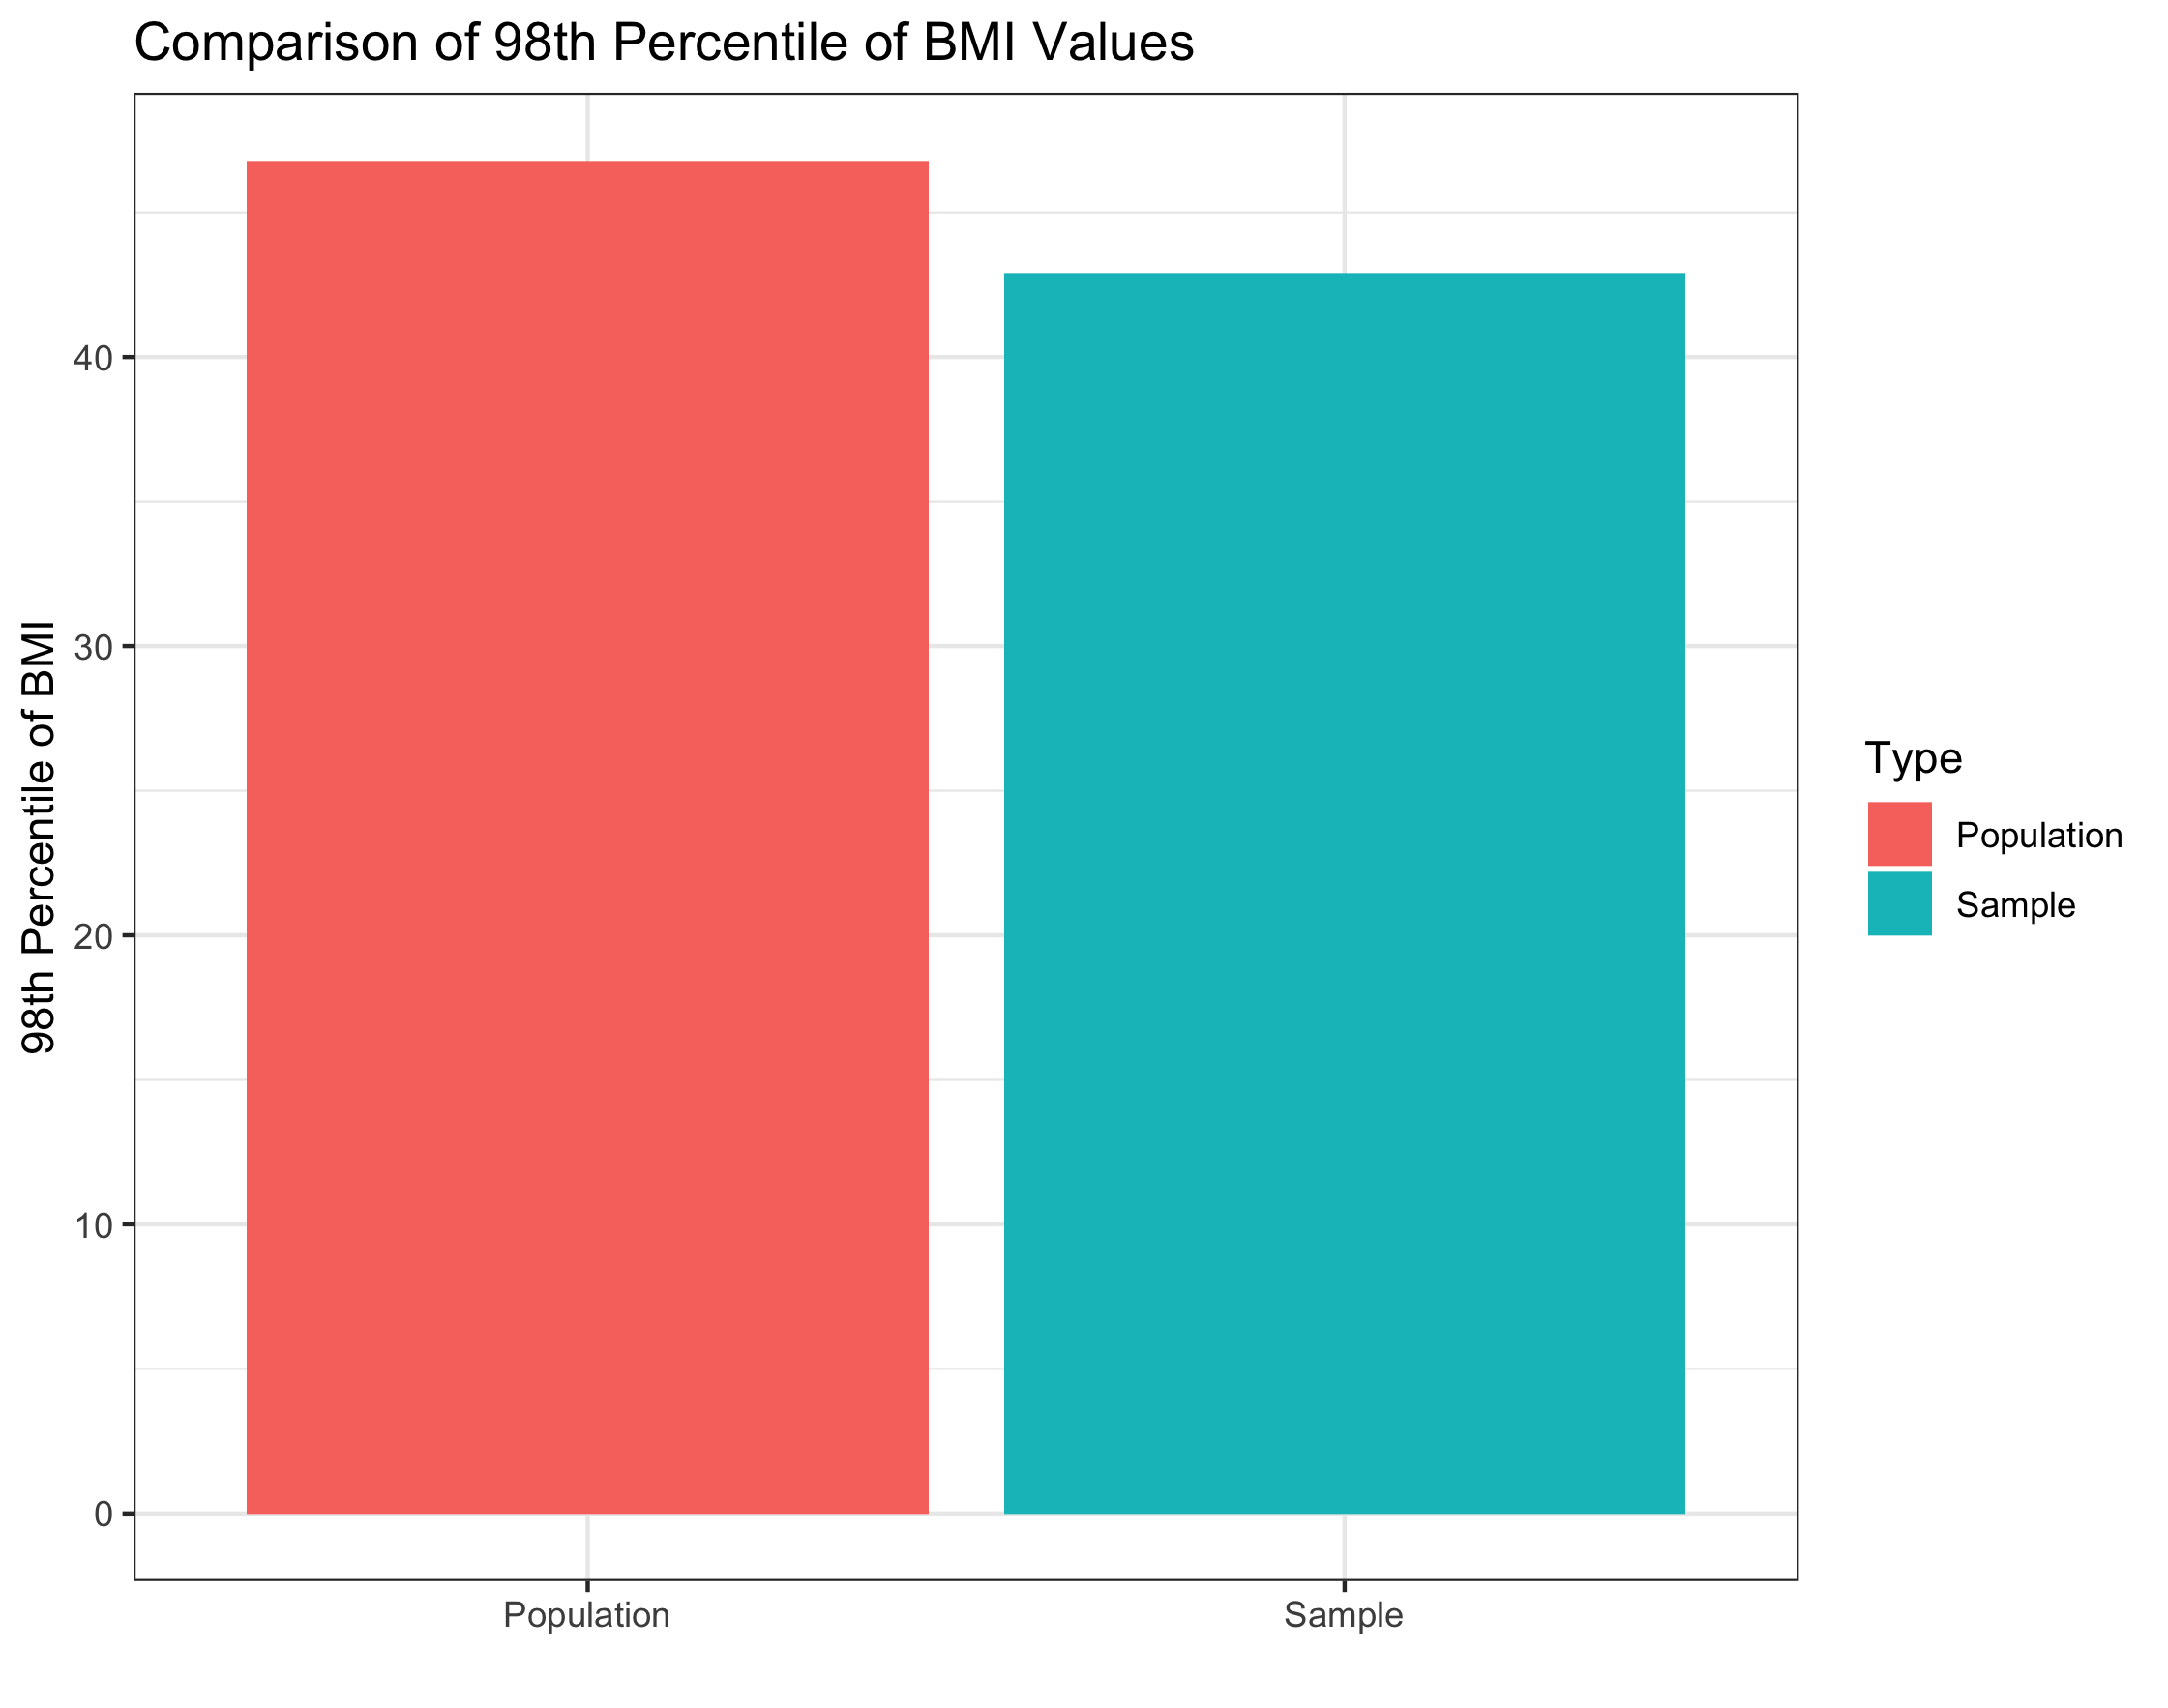 Comparison of 98th Percentile of BMI Values
98th Percentile of BMI
40
30
20
10
0
Population
Sample
Type
Population
Sample